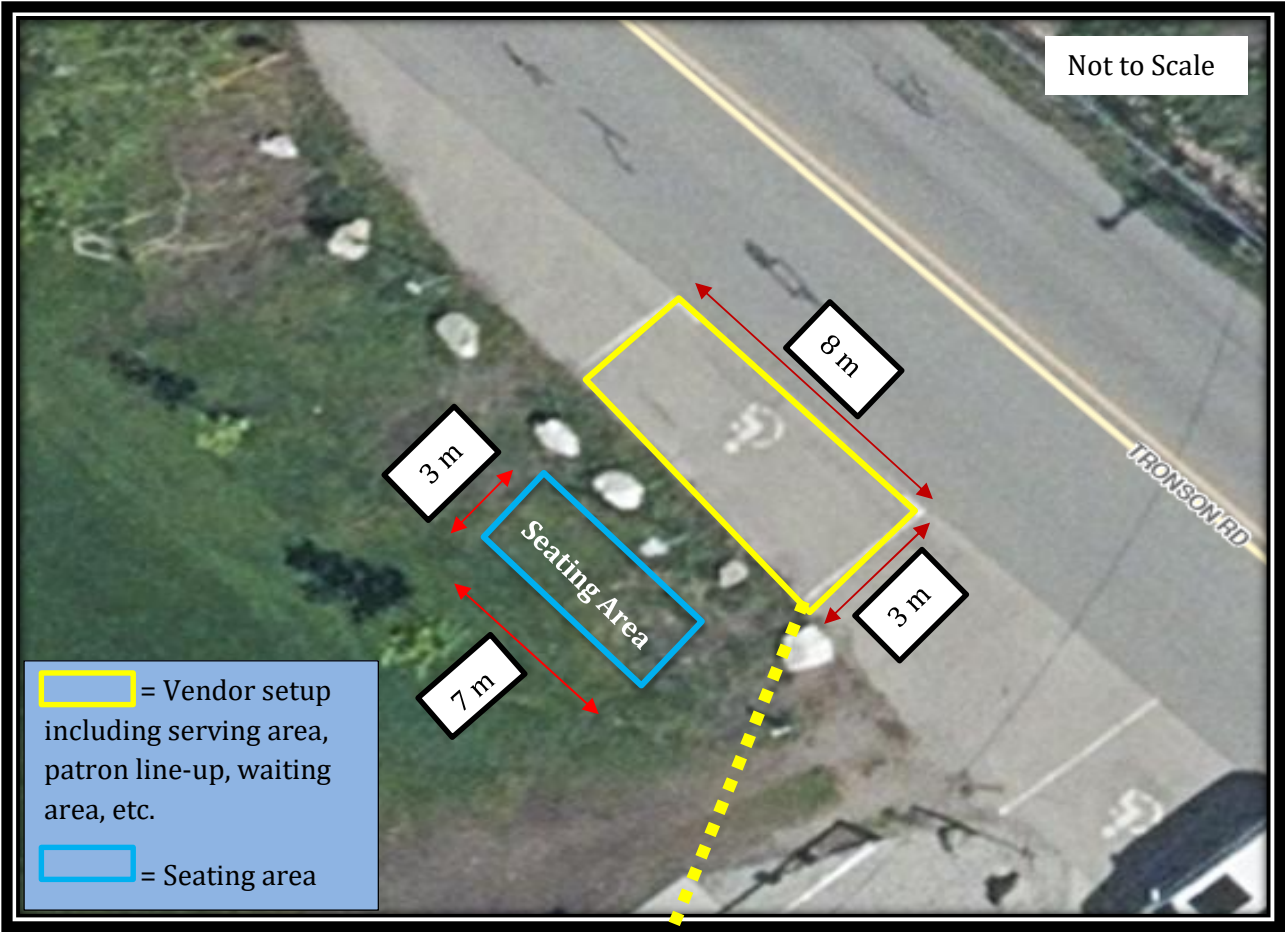 Not to Scale
8 m
TRONSON RD
3 m
Seating Area
3 m
7 m
= Vendor setup
including serving area,
patron line-up, waiting
area, etc.
= Seating area